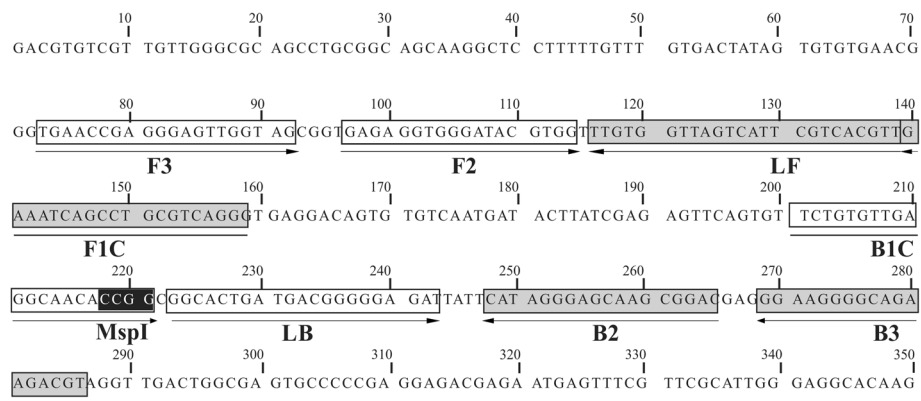 10 20 30 40 50 60 70
GACGTGTCGT TGTTGGGCGC AGCCTGCGGC AGCAAGGCTC CTTTTTGTTT GTGACTATAG TGTGTGAACG
80 90 100 110 120 130 140
GGTGAACCGA GGGAGTTGGT AGCGGTGAGA GGTGGGATAC GTGGTTTGTG GTTAGTCATT CGTCACGTTG
F3 F2 LF
150 160 170 180 190 200 210
AAATCAGCCT GCGTCAGGGT GAGGACAGTG TGTCAATGAT ACTTATCGAG AGTTCAGTGT TCTGTGTTGA
F1C B1C
220 230 240 250 260 270 280
GGCAACACCG GCGGCACTGA TGACGGGGGA GATTATTCAT AGGGAGCAAG CGGACGAGGG AAGGGGCAGA
MspI LB B2 B3
290 300 310 320 330 340 350
AGACGTAGGT TGACTGGCGA GTGCCCCCGA GGAGACGAGA ATGAGTTTCG TTCGCATTGG GAGGCACAAG